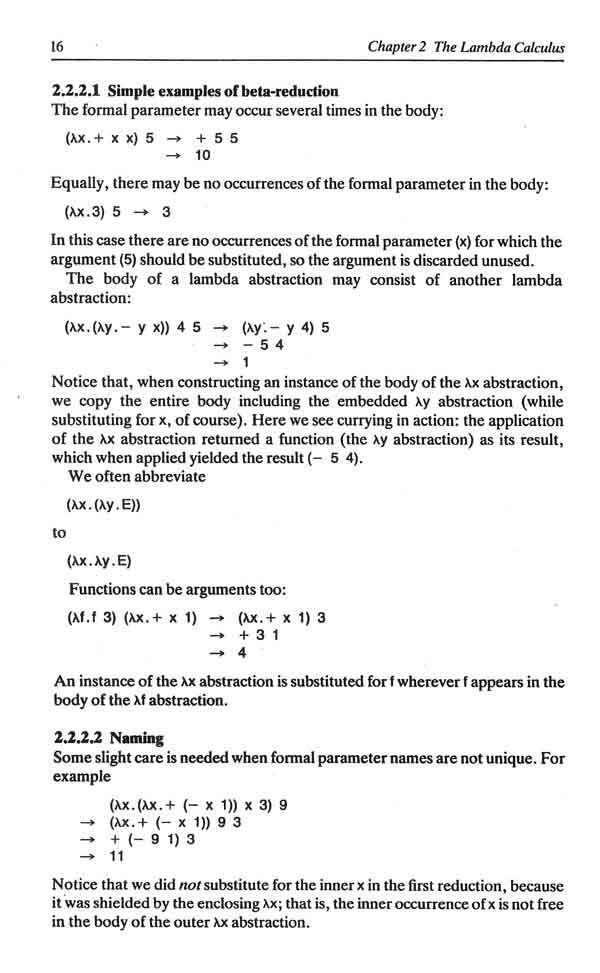 16 Chapter 2 The Lambda Calculus
2.2.2.1 Simple examples of beta-reduction
The formal parameter may occur several times in the body:
(λx.+ x x) 5 → + 5 5
→ 10
Equally, there may be no occurrences of the formal parameter in the body:
(λx.3) 5 → 3
In this case there are no occurrences of the formal parameter (x) for which the
argument (5) should be substituted, so the argument is discarded unused.
The body of a lambda abstraction may consist of another lambda
abstraction:
(λx.(λy.− y x)) 4 5 → (λy.− y 4) 5
→ − 5 4
→ 1
Notice that, when constructing an instance of the body of the λx abstraction,
we copy the entire body including the embedded λy abstraction (while
substituting for x, of course). Here we see currying in action: the application
of the λx abstraction returned a function (the λy abstraction) as its result,
which when applied yielded the result (− 5 4).
We often abbreviate
(λx.(λy.E))
to
(λx.λy.E)
Functions can be arguments too:
(λf.f 3) (λx.+ x 1) → (λx.+ x 1) 3
→ + 3 1
→ 4
An instance of the λx abstraction is substituted for f wherever f appears in the
body of the λf abstraction.
2.2.2.2 Naming
Some slight care is needed when formal parameter names are not unique. For
example
(λx.(λx.+ (− x 1)) x 3) 9
→ (λx.+ (− x 1)) 9 3
→ + (− 9 1) 3
→ 11
Notice that we did not substitute for the inner x in the first reduction, because
it was shielded by the enclosing λx; that is, the inner occurrence of x is not free
in the body of the outer λx abstraction.